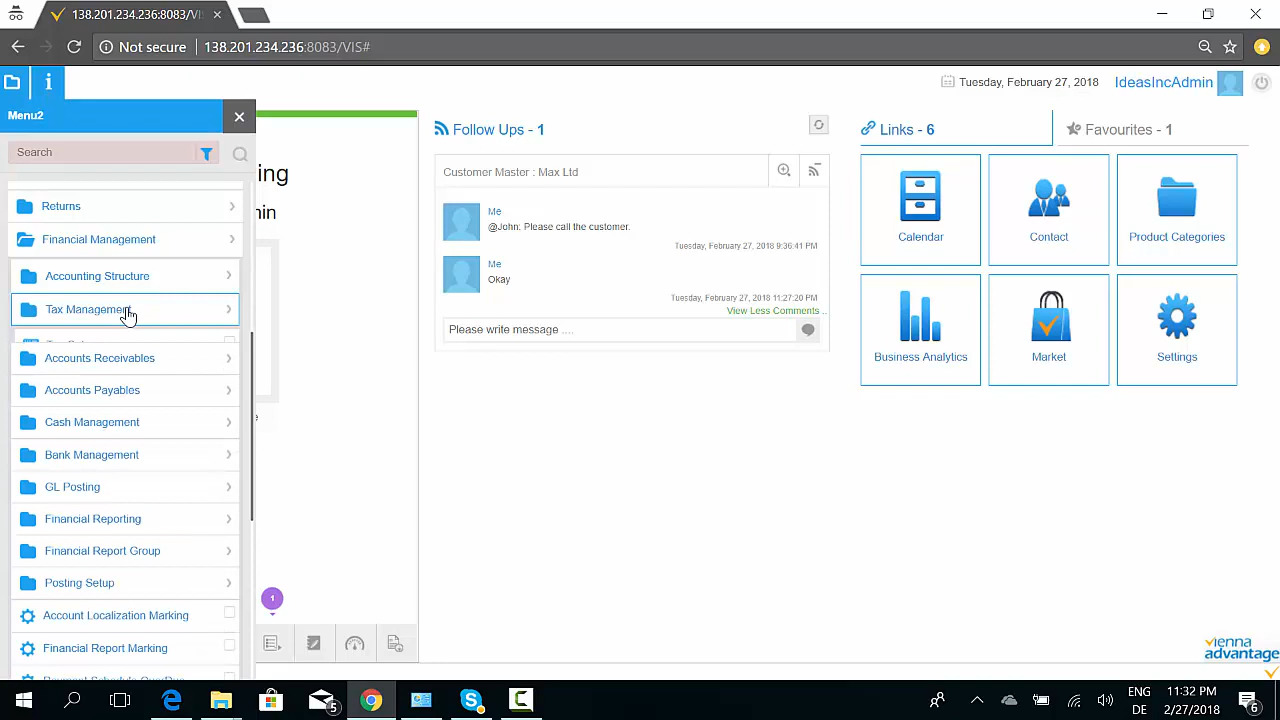 138.201.234.236:8083/VIS
Not secure
138.201.234.236:8083/VIS#
Tuesday, February 27, 2018
IdeasIncAdmin
Menu2
Search
Returns
Financial Management
Accounting Structure
Tax Management
Accounts Receivables
Accounts Payables
Cash Management
Bank Management
GL Posting
Financial Reporting
Financial Report Group
Posting Setup
Account Localization Marking
Financial Report Marking
ing
in
1
Follow Ups - 1
Customer Master : Max Ltd
Me
@John: Please call the customer.
Tuesday, February 27, 2018 9:36:41 PM
Me
Okay
Tuesday, February 27, 2018 11:27:20 PM
View Less Comments ..
Please write message ....
Links - 6
Favourites - 1
Calendar
Contact
Product Categories
Business Analytics
Market
Settings
vienna
advantage
5
ENG
DE
11:32 PM
2/27/2018
6